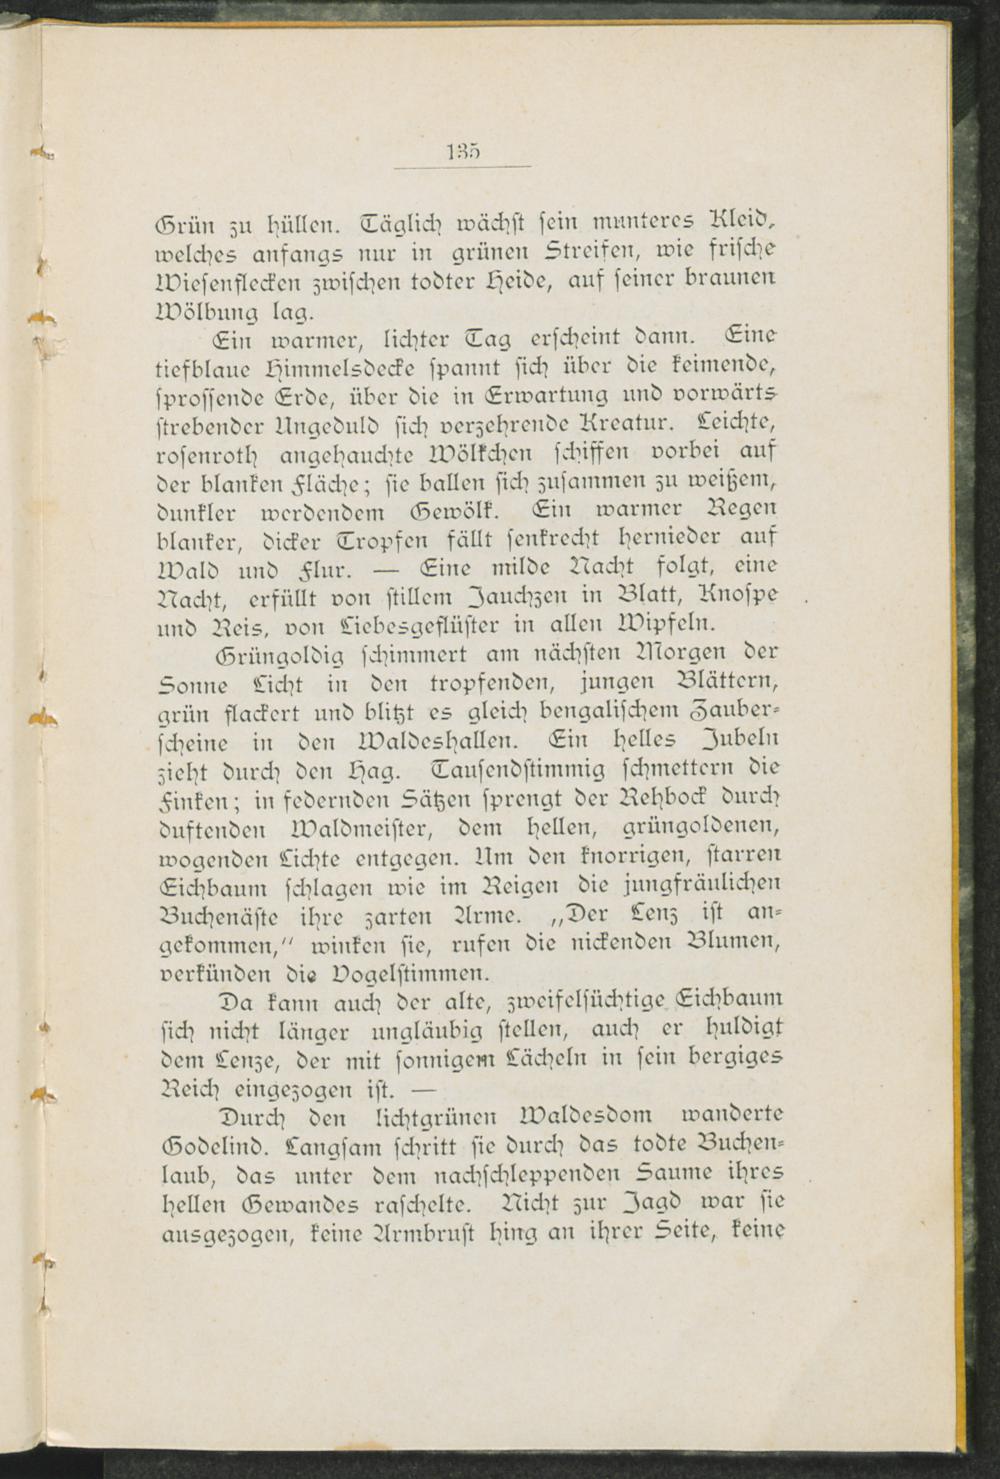 135
Grün zu hüllen. Täglich wächst sein munteres Kleid,
welches anfangs nur in grünen Streifen, wie frische
Wiesenflecken zwischen todter Heide, auf seiner braunen
Wölbung lag.
Ein warmer, lichter Tag erscheint dann. Eine
tiefblaue Himmelsdecke spannt sich über die keimende,
sprossende Erde, über die in Erwartung und vorwärts
strebender Ungeduld sich verzehrende Kreatur. Leichte,
rosenroth angehauchte Wölkchen schiffen vorbei auf
der blanken Fläche; sie ballen sich zusammen zu weißem,
dunkler werdendem Gewölk. Ein warmer Regen
blanker, dicker Tropfen fällt senkrecht hernieder auf
Wald und Flur. — Eine milde Nacht folgt, eine
Nacht, erfüllt von stillem Jauchzen in Blatt, Knospe
und Reis, von Liebesgeflüster in allen Wipfeln.
Grüngoldig schimmert am nächsten Morgen der
Sonne Licht in den tropfenden, jungen Blättern,
grün flackert und blitzt es gleich bengalischem Zauber-
scheine in den Waldeshallen. Ein helles Jubeln
zieht durch den Hag. Tausendstimmig schmettern die
Finken; in federnden Sätzen sprengt der Rehbock durch
duftenden Waldmeister, dem hellen, grüngoldenen,
wogenden Lichte entgegen. Um den knorrigen, starren
Eichbaum schlagen wie im Reigen die jungfräulichen
Buchenäste ihre zarten Arme. „Der Lenz ist an-
gekommen,“ winken sie, rufen die nickenden Blumen,
verkünden die Vogelstimmen.
Da kann auch der alte, zweifelsüchtige Eichbaum
sich nicht länger ungläubig stellen, auch er huldigt
dem Lenze, der mit sonnigem Lächeln in sein bergiges
Reich eingezogen ist. —
Durch den lichtgrünen Waldesdom wanderte
Godelind. Langsam schritt sie durch das todte Buchen-
laub, das unter dem nachschleppenden Saume ihres
hellen Gewandes raschelte. Nicht zur Jagd war sie
ausgezogen, keine Armbrust hing an ihrer Seite, keine